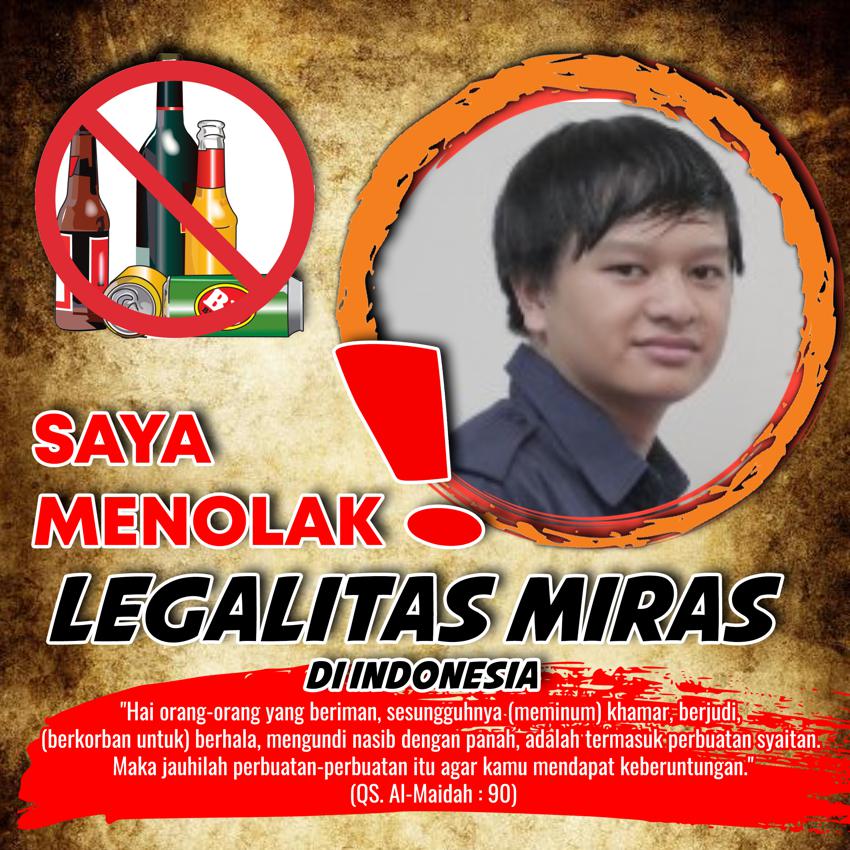 SAYA
MENOLAK!
LEGALITAS MIRAS
DI INDONESIA
"Hai orang-orang yang beriman, sesungguhnya (meminum) khamar, berjudi,
(berkorban untuk) berhala, mengundi nasib dengan panah, adalah termasuk perbuatan syaitan.
Maka jauhilah perbuatan-perbuatan itu agar kamu mendapat keberuntungan."
(QS. Al-Maidah : 90)